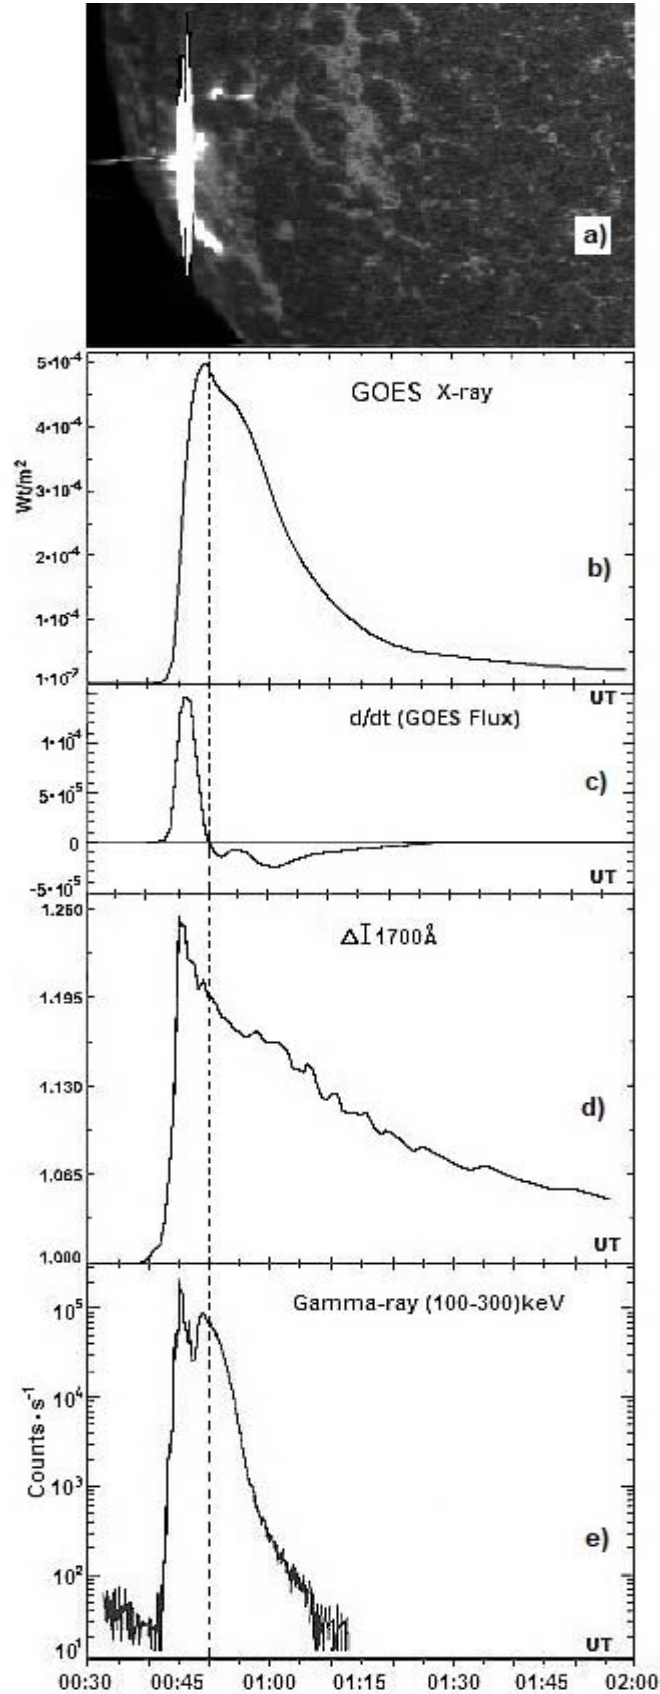 a)
5·10⁻⁴
GOES X-ray
4·10⁻⁴
Wt/m²
3·10⁻⁴
2·10⁻⁴
b)
1·10⁻⁴
1·10⁻⁷
UT
d/dt (GOES Flux)
1·10⁻⁴
c)
5·10⁻⁵
0
UT
-5·10⁻⁵
1.260
ΔI 1700Å
1.195
1.130
d)
1.065
1.000
UT
Gamma-ray (100-300)keV
10⁵
Counts·s⁻¹
10⁴
10³
e)
10²
10¹
UT
00:30 00:45 01:00 01:15 01:30 01:45 02:00